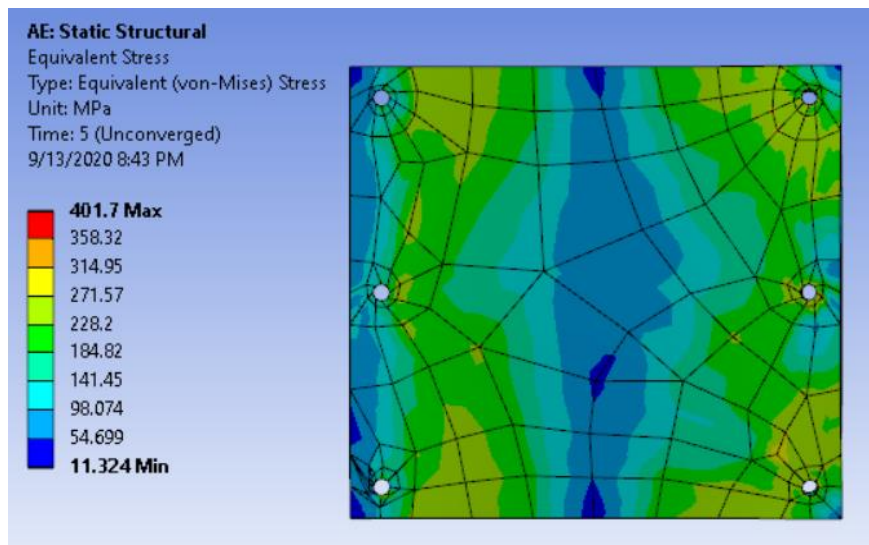 AE: Static Structural
Equivalent Stress
Type: Equivalent (von-Mises) Stress
Unit: MPa
Time: 5 (Unconverged)
9/13/2020 8:43 PM
401.7 Max
358.32
314.95
271.57
228.2
184.82
141.45
98.074
54.699
11.324 Min